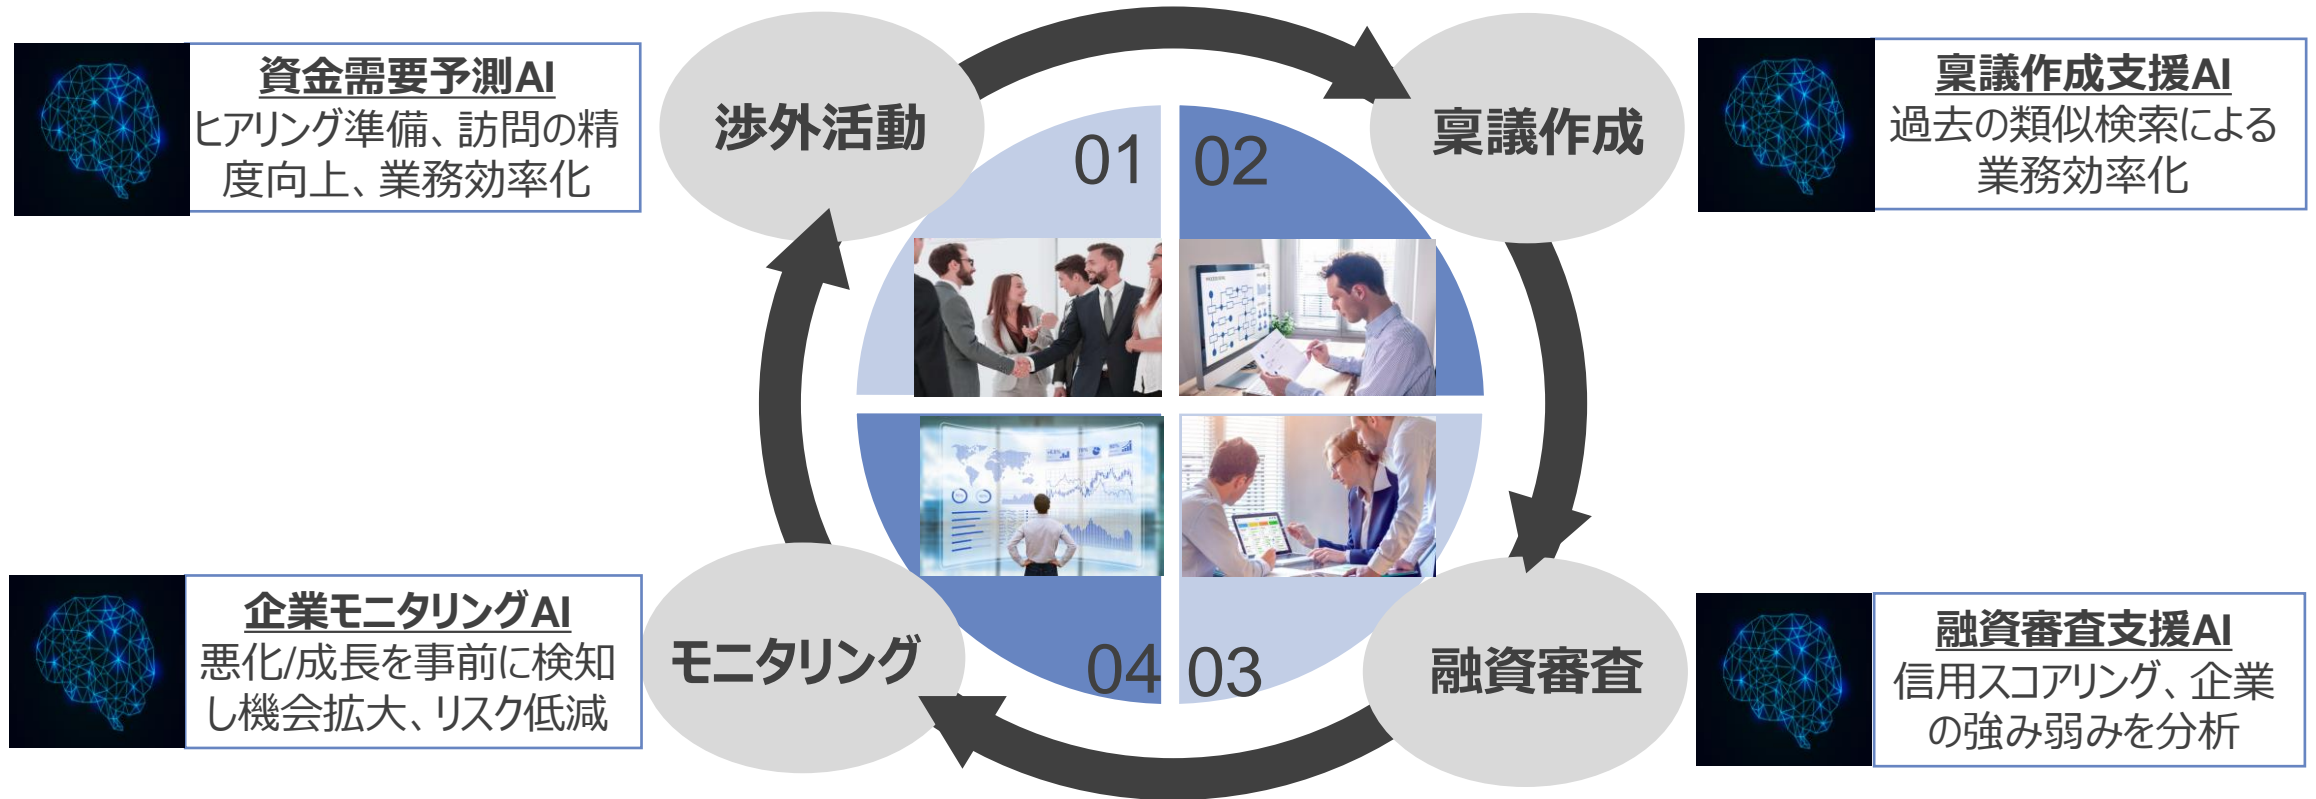 資金需要予測AI
ヒアリング準備、訪問の精
度向上、業務効率化
渉外活動
01
02
稟議作成
稟議作成支援AI
過去の類似検索による
業務効率化
企業モニタリングAI
悪化/成長を事前に検知
し機会拡大、リスク低減
モニタリング
04
03
融資審査
融資審査支援AI
信用スコアリング、企業
の強み弱みを分析